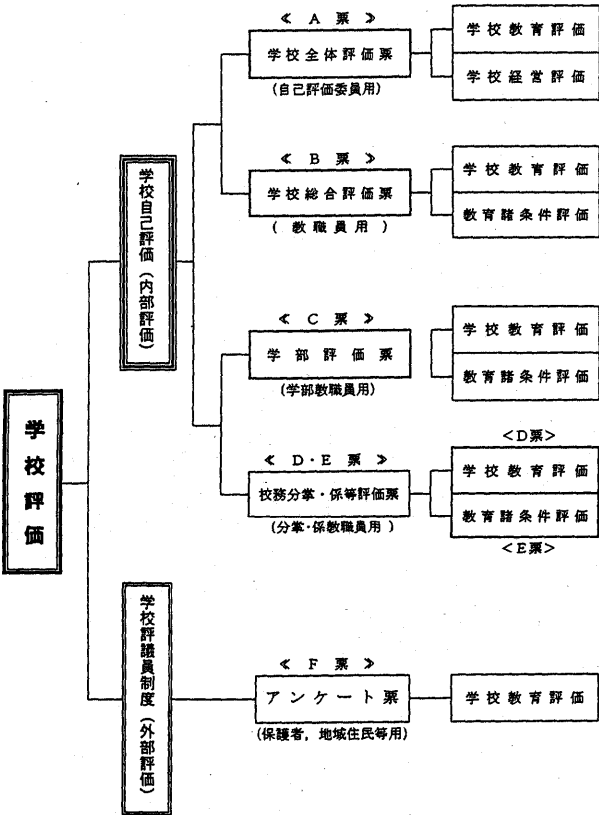 学校評価
学校自己評価（内部評価）
≪ A 票 ≫
学校全体評価票
(自己評価委員用)
学校教育評価
学校経営評価
≪ B 票 ≫
学校総合評価票
( 教職員用 )
学校教育評価
教育諸条件評価
≪ C 票 ≫
学部評価票
(学部教職員用)
学校教育評価
教育諸条件評価
≪ D・E 票 ≫
校務分掌・係等評価票
(分掌・係教職員用 )
<D票>
学校教育評価
教育諸条件評価
<E票>
学校評議員制度（外部評価）
≪ F 票 ≫
アンケート票
(保護者，地域住民等用)
学校教育評価